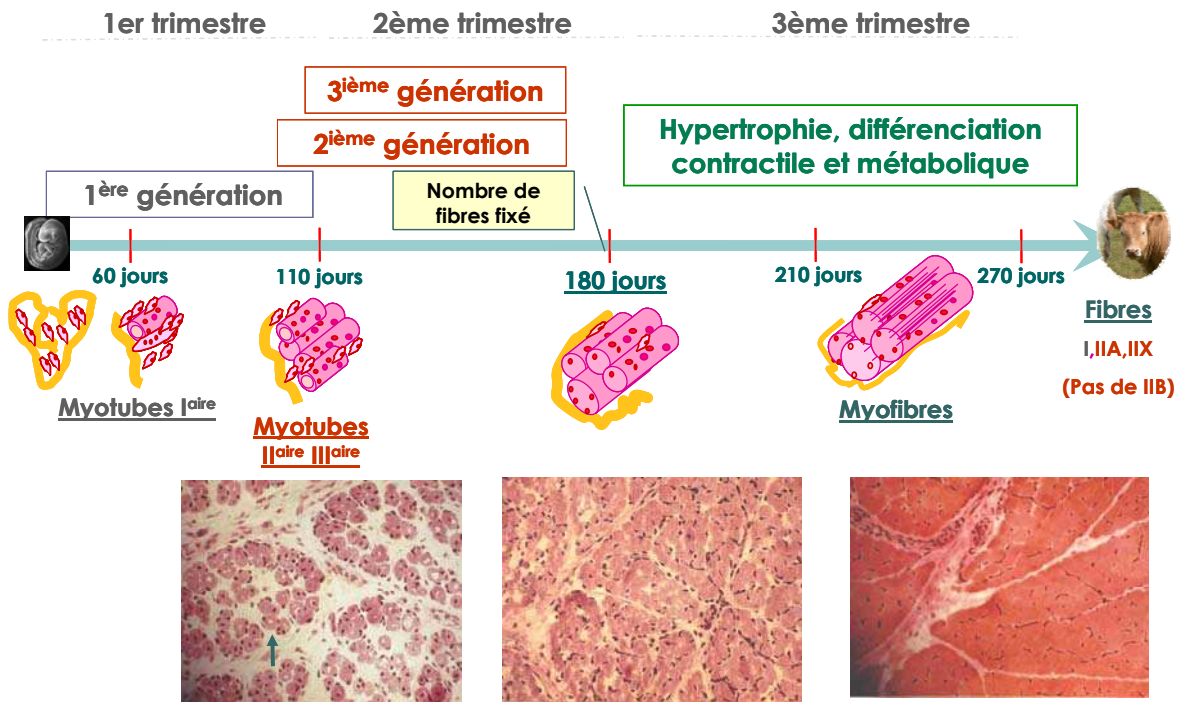 1er trimestre
2ème trimestre
3ème trimestre
3ième génération
2ième génération
1ère génération
Nombre de
fibres fixé
Hypertrophie, différenciation
contractile et métabolique
60 jours
110 jours
180 jours
210 jours
270 jours
Myotubes Iaire
Myotubes
IIaire IIIaire
Myofibres
Fibres
I,IIA,IIX
(Pas de IIB)